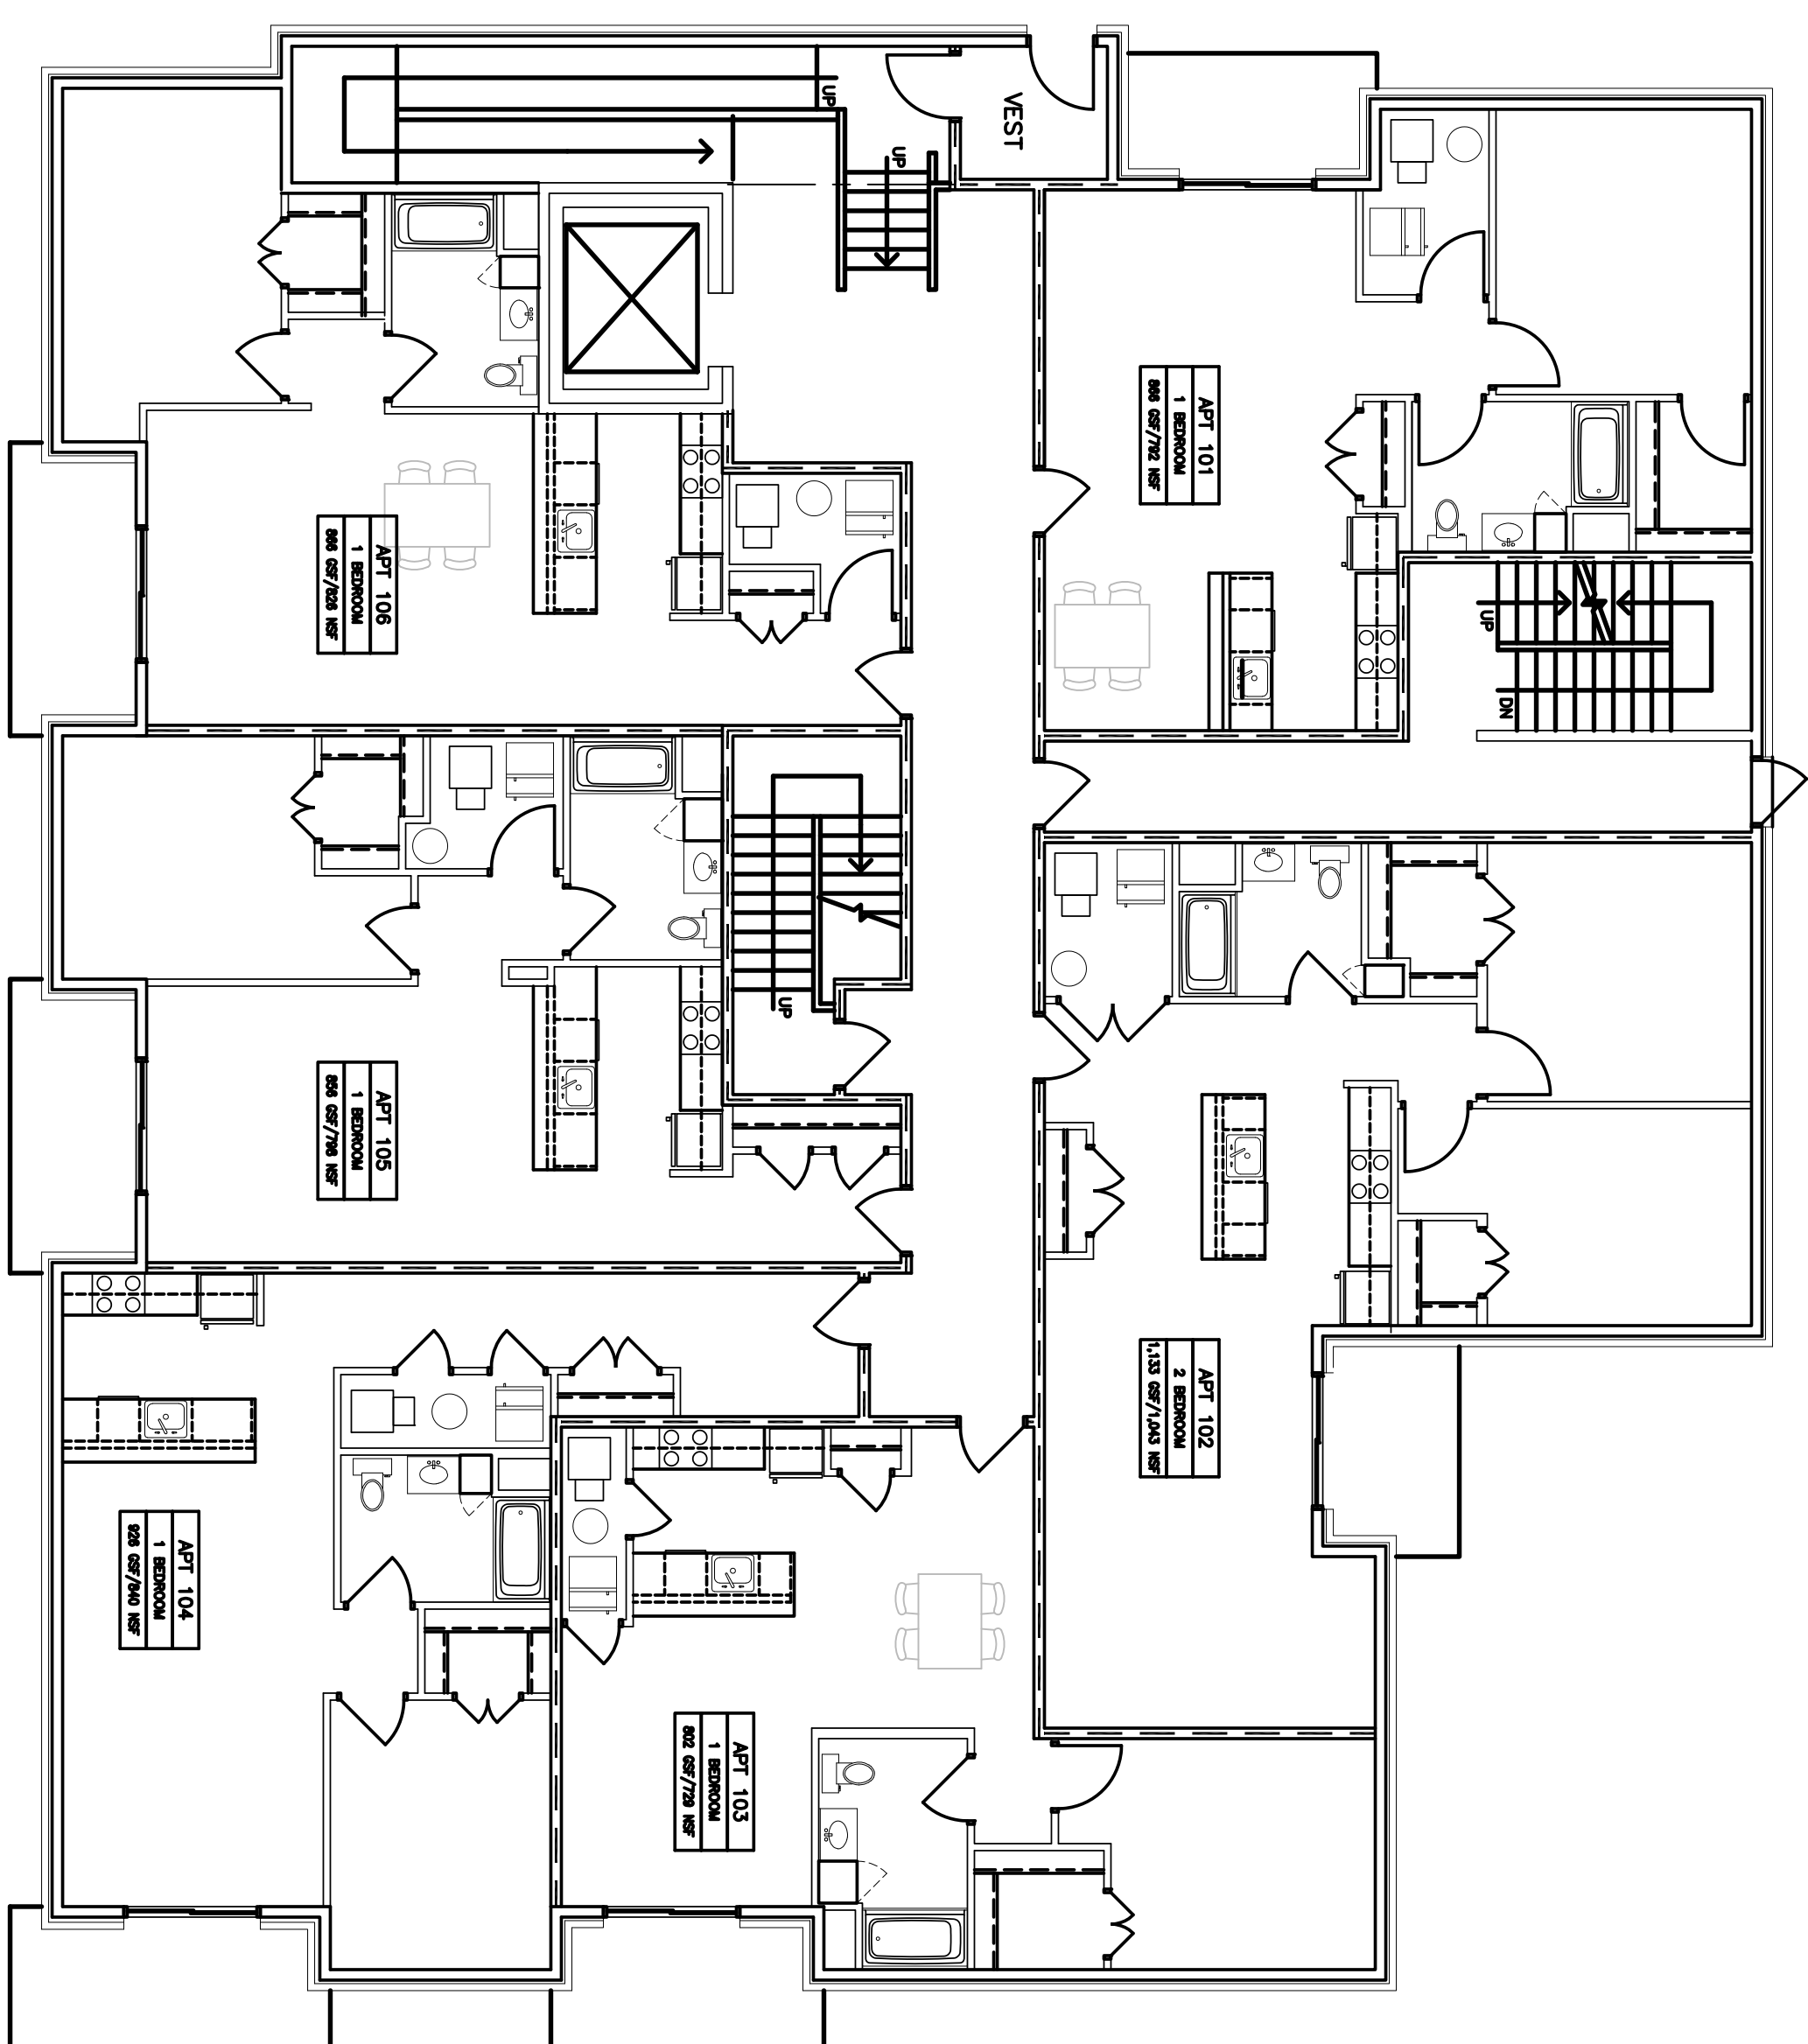 VEST
UP
UP
APT 101
1 BEDROOM
866 GSF/792 NSF
UP
DN
APT 106
1 BEDROOM
866 GSF/826 NSF
UP
APT 105
1 BEDROOM
856 GSF/798 NSF
APT 102
2 BEDROOM
1,133 GSF/1,043 NSF
APT 104
1 BEDROOM
926 GSF/840 NSF
APT 103
1 BEDROOM
802 GSF/729 NSF